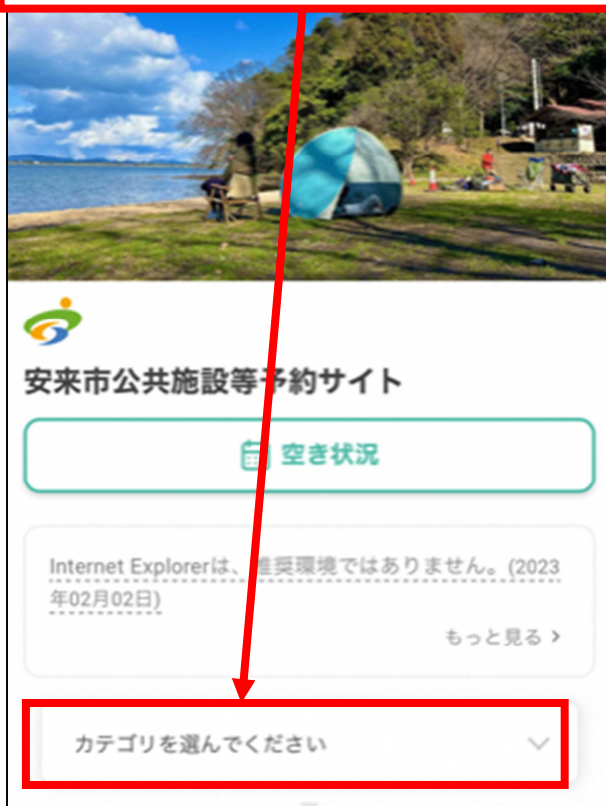 安来市公共施設等予約サイト
空き状況
Internet Explorerは、推奨環境ではありません。(2023
年02月02日)
もっと見る >
カテゴリを選んでください